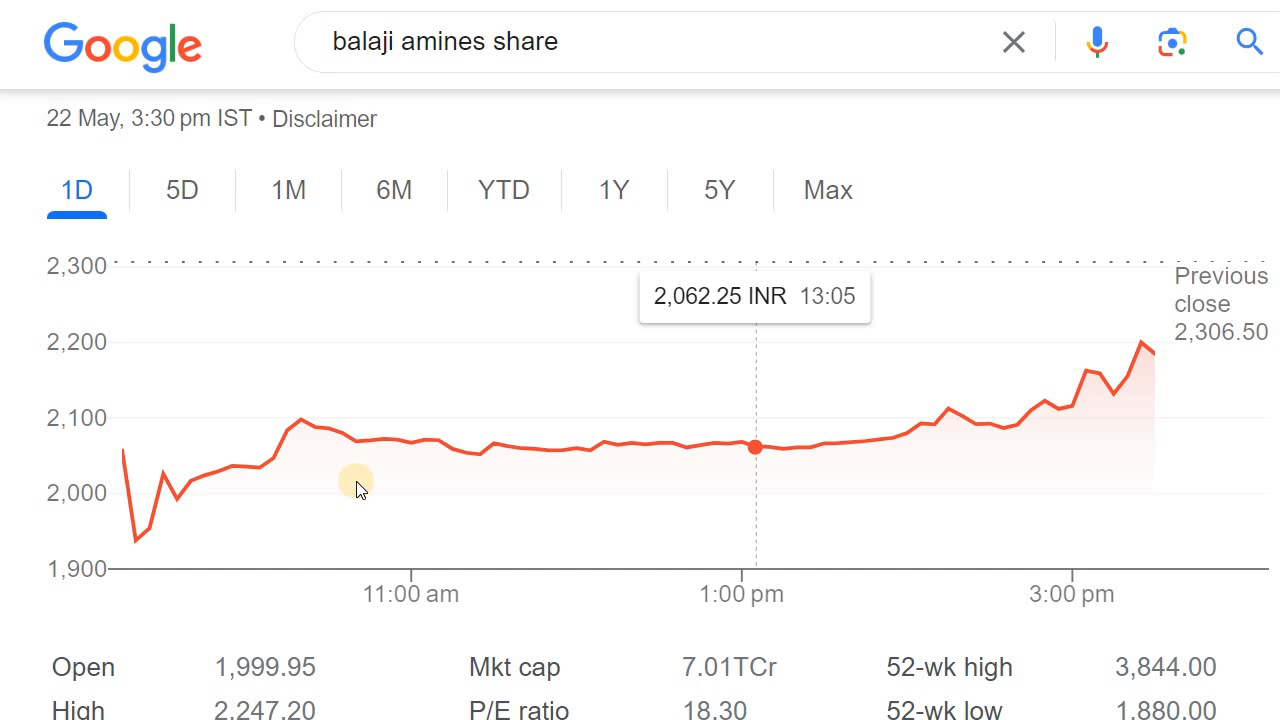 Google
balaji amines share
22 May, 3:30 pm IST • Disclaimer
1D 5D 1M 6M YTD 1Y 5Y Max
2,300
2,062.25 INR 13:05
Previous
close
2,306.50
2,200
2,100
2,000
1,900
11:00 am 1:00 pm 3:00 pm
Open 1,999.95 Mkt cap 7.01TCr 52-wk high 3,844.00
High 2,247.20 P/E ratio 18.30 52-wk low 1,880.00